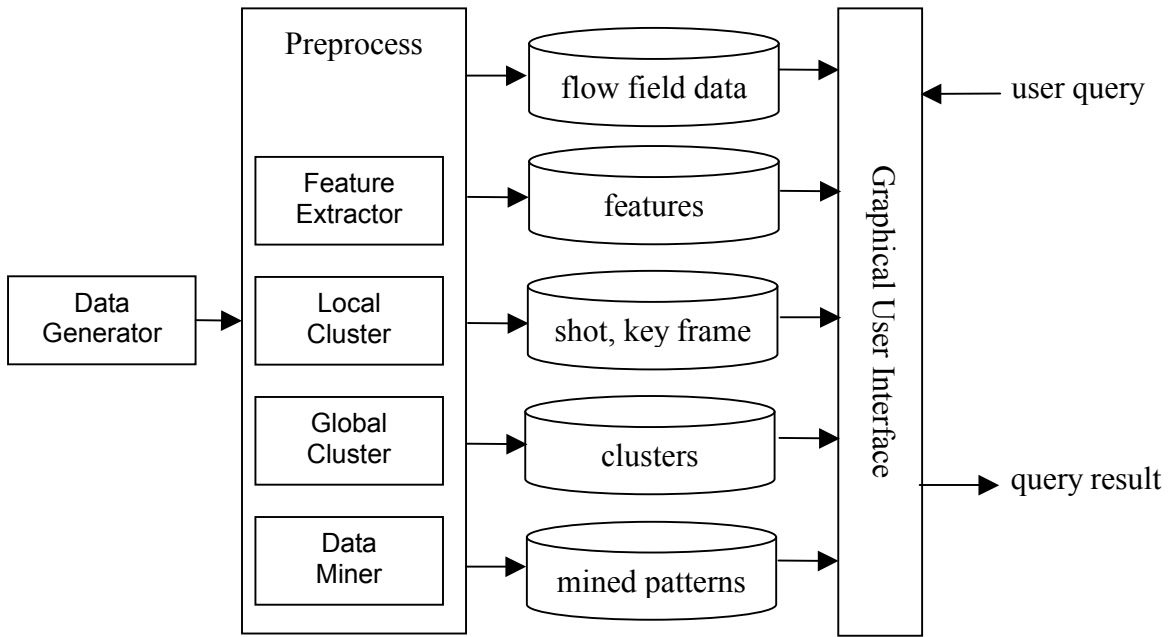 Preprocess
flow field data
user query
Feature
Extractor
features
Data
Generator
Local
Cluster
shot, key frame
Graphical User Interface
Global
Cluster
clusters
query result
Data
Miner
mined patterns